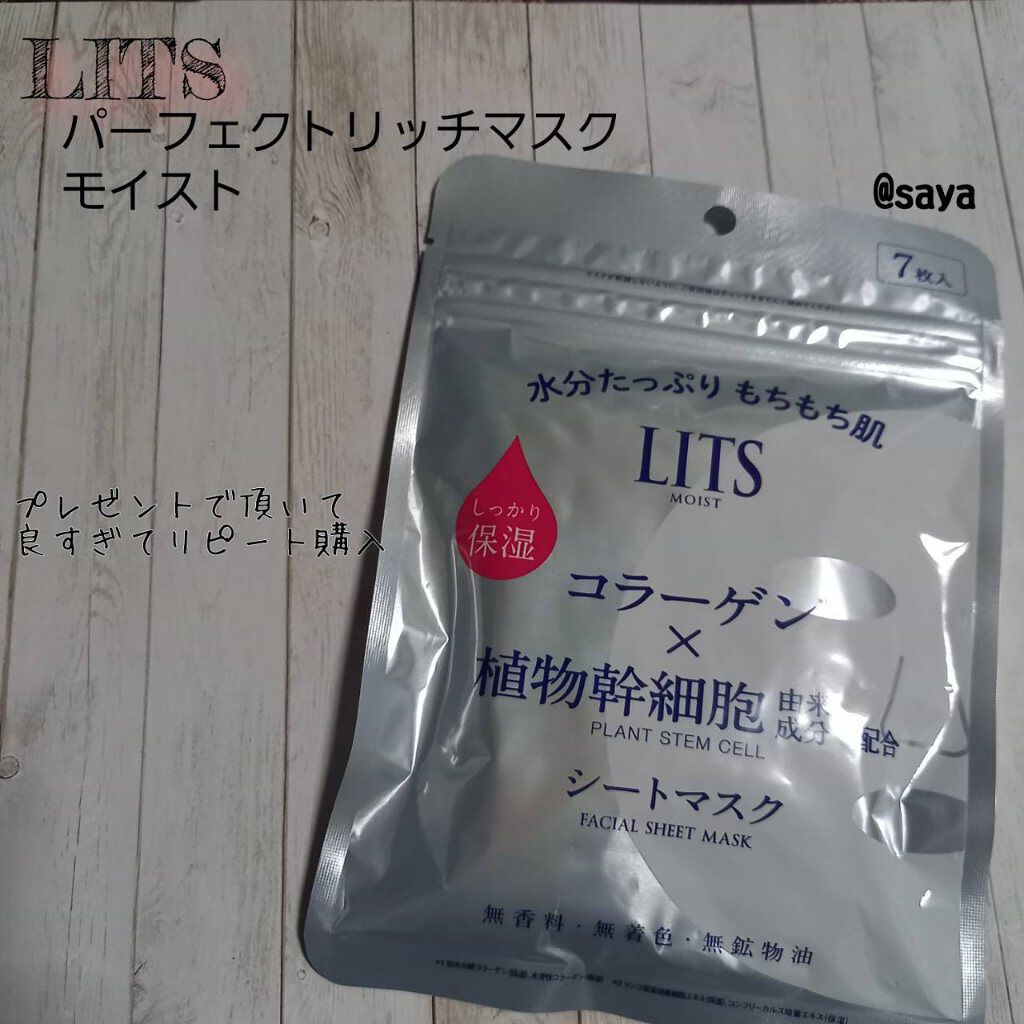 LITS
パーフェクトリッチマスク
モイスト
@saya
7枚入
水分たっぷり もちもち肌
LITS
MOIST
しっかり
保湿
プレゼントで頂いて
良すぎてリピート購入
コラーゲン
×
植物幹細胞 由来成分 配合
PLANT STEM CELL
シートマスク
FACIAL SHEET MASK
無香料・無着色・無鉱物油